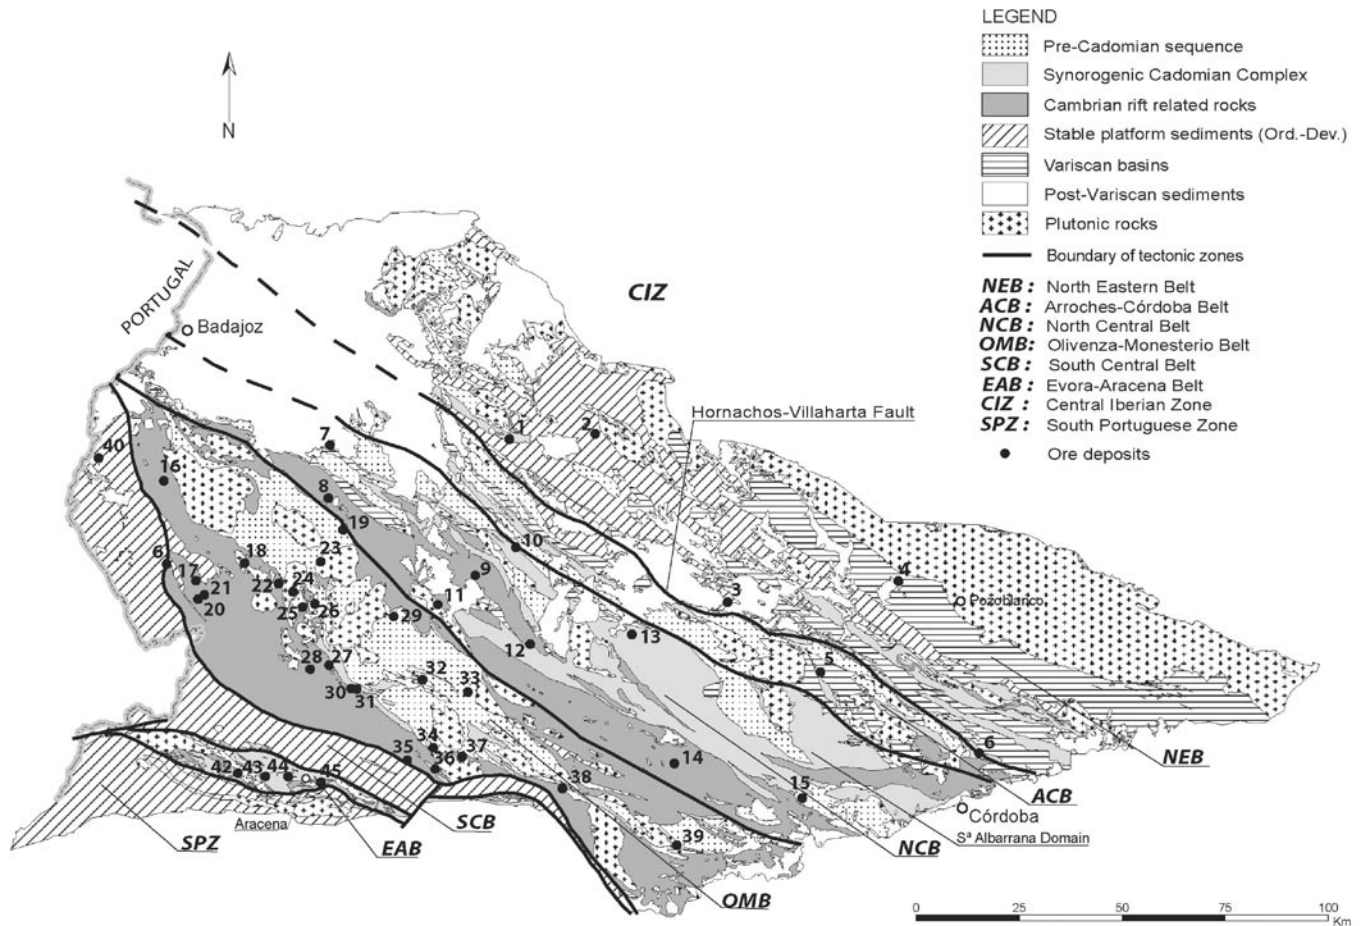 LEGEND
Pre-Cadomian sequence
Synorogenic Cadomian Complex
Cambrian rift related rocks
Stable platform sediments (Ord.-Dev.)
Variscan basins
Post-Variscan sediments
Plutonic rocks
Boundary of tectonic zones
NEB : North Eastern Belt
ACB : Arroches-Córdoba Belt
NCB : North Central Belt
OMB: Olivenza-Monesterio Belt
SCB : South Central Belt
EAB : Evora-Aracena Belt
CIZ : Central Iberian Zone
SPZ : South Portuguese Zone
Ore deposits
N
PORTUGAL
CIZ
Badajoz
Hornachos-Villaharta Fault
1
2
7
40
16
8
19
10
6
18
23
9
4
17
21
22
24
3
Pozoblanco
20
25
26
29
11
13
12
28
27
5
32
30
31
33
34
37
35
36
14
6
NEB
42
43
44
45
38
15
ACB
Córdoba
Aracena
SCB
SPZ
EAB
39
NCB
Sª Albarrana Domain
OMB
0 25 50 75 100
Km